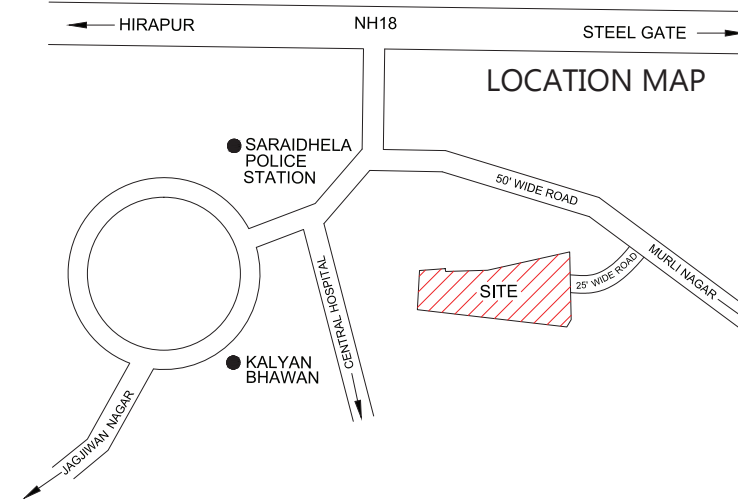 HIRAPUR
NH18
STEEL GATE
LOCATION MAP
SARAIDHELA
POLICE
STATION
50' WIDE ROAD
MURLI NAGAR
25' WIDE ROAD
SITE
CENTRAL HOSPITAL
KALYAN
BHAWAN
JAGJIWAN NAGAR